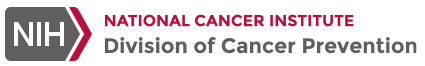 NIH
NATIONAL CANCER INSTITUTE
Division of Cancer Prevention